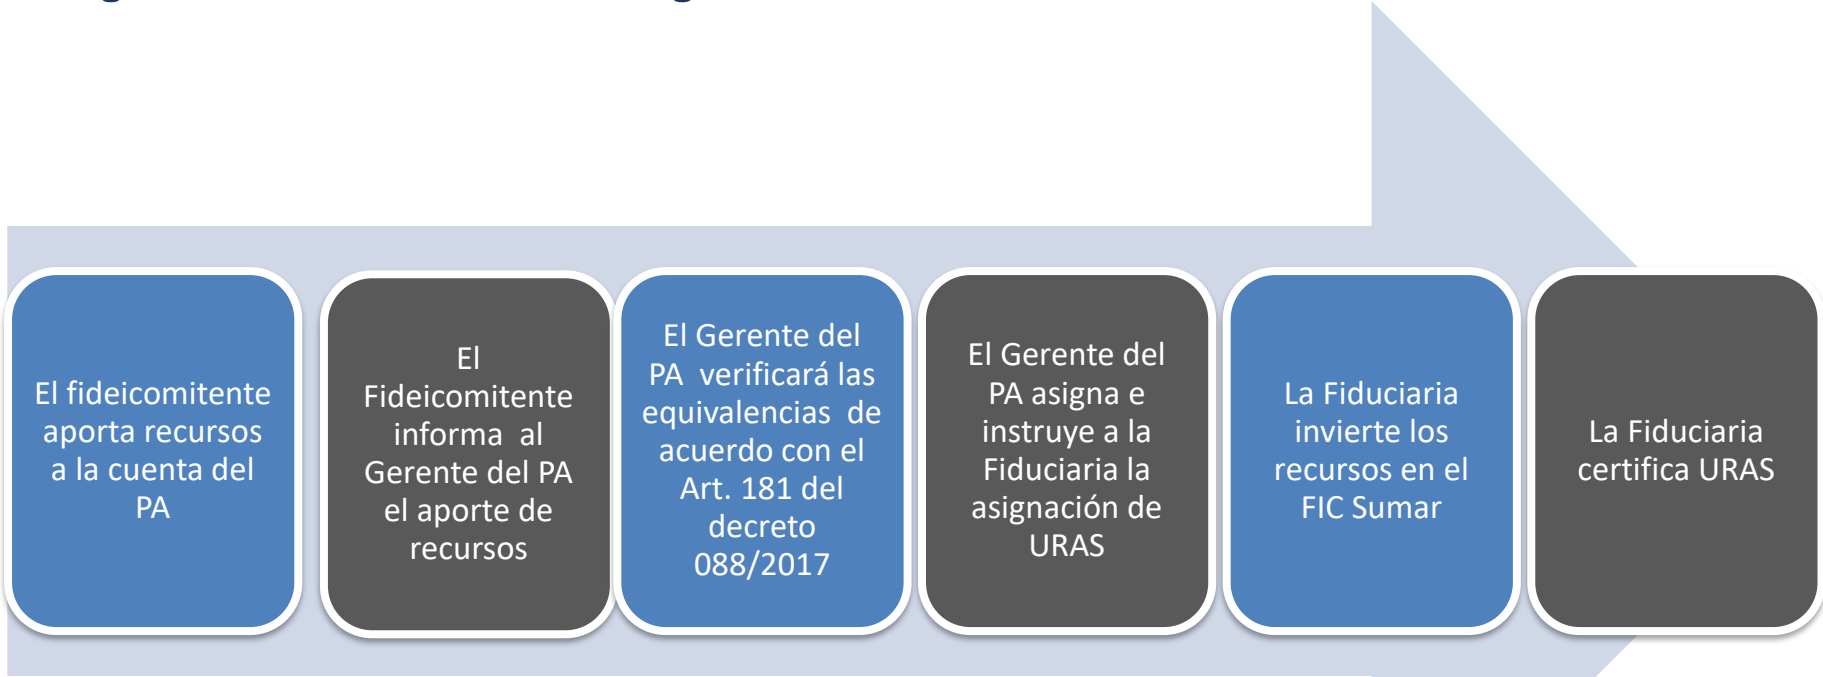 El fideicomitente
aporta recursos
a la cuenta del
PA
El
Fideicomitente
informa al
Gerente del PA
el aporte de
recursos
El Gerente del
PA verificará las
equivalencias de
acuerdo con el
Art. 181 del
decreto
088/2017
El Gerente del
PA asigna e
instruye a la
Fiduciaria la
asignación de
URAS
La Fiduciaria
invierte los
recursos en el
FIC Sumar
La Fiduciaria
certifica URAS